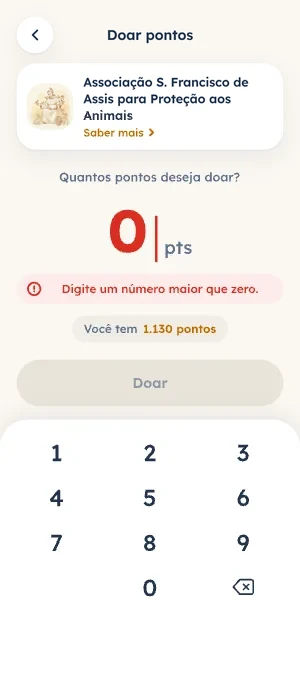 Doar pontos
Associação S. Francisco de
Assis para Proteção aos
Animais
Saber mais
Quantos pontos deseja doar?
0 pts
Digite um número maior que zero.
Você tem 1.130 pontos
Doar
1 2 3
4 5 6
7 8 9
0